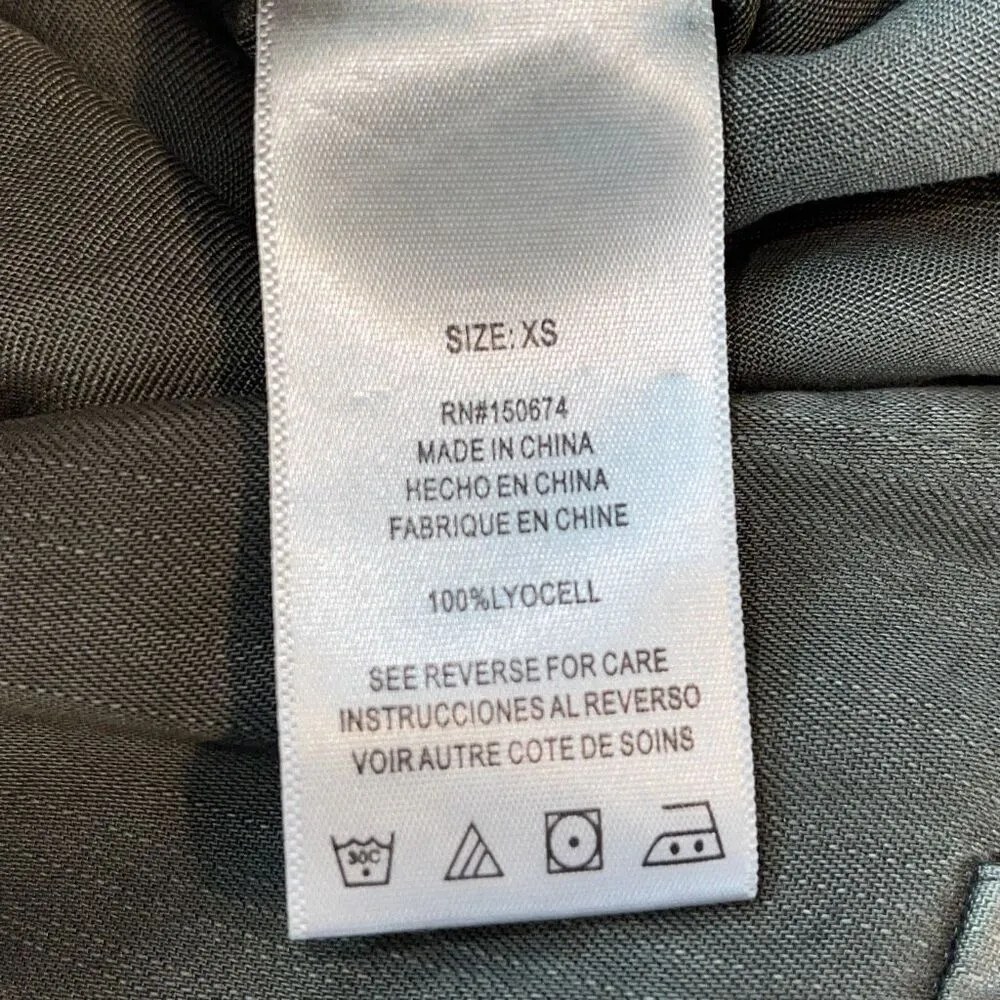 SIZE: XS
RN#150674
MADE IN CHINA
HECHO EN CHINA
FABRIQUE EN CHINE
100%LYOCELL
SEE REVERSE FOR CARE
INSTRUCCIONES AL REVERSO
VOIR AUTRE COTE DE SOINS
30C